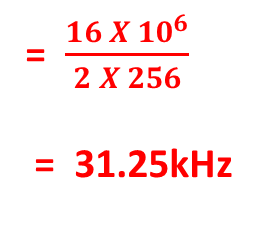 = 16 X 10⁶
2 X 256
= 31.25kHz